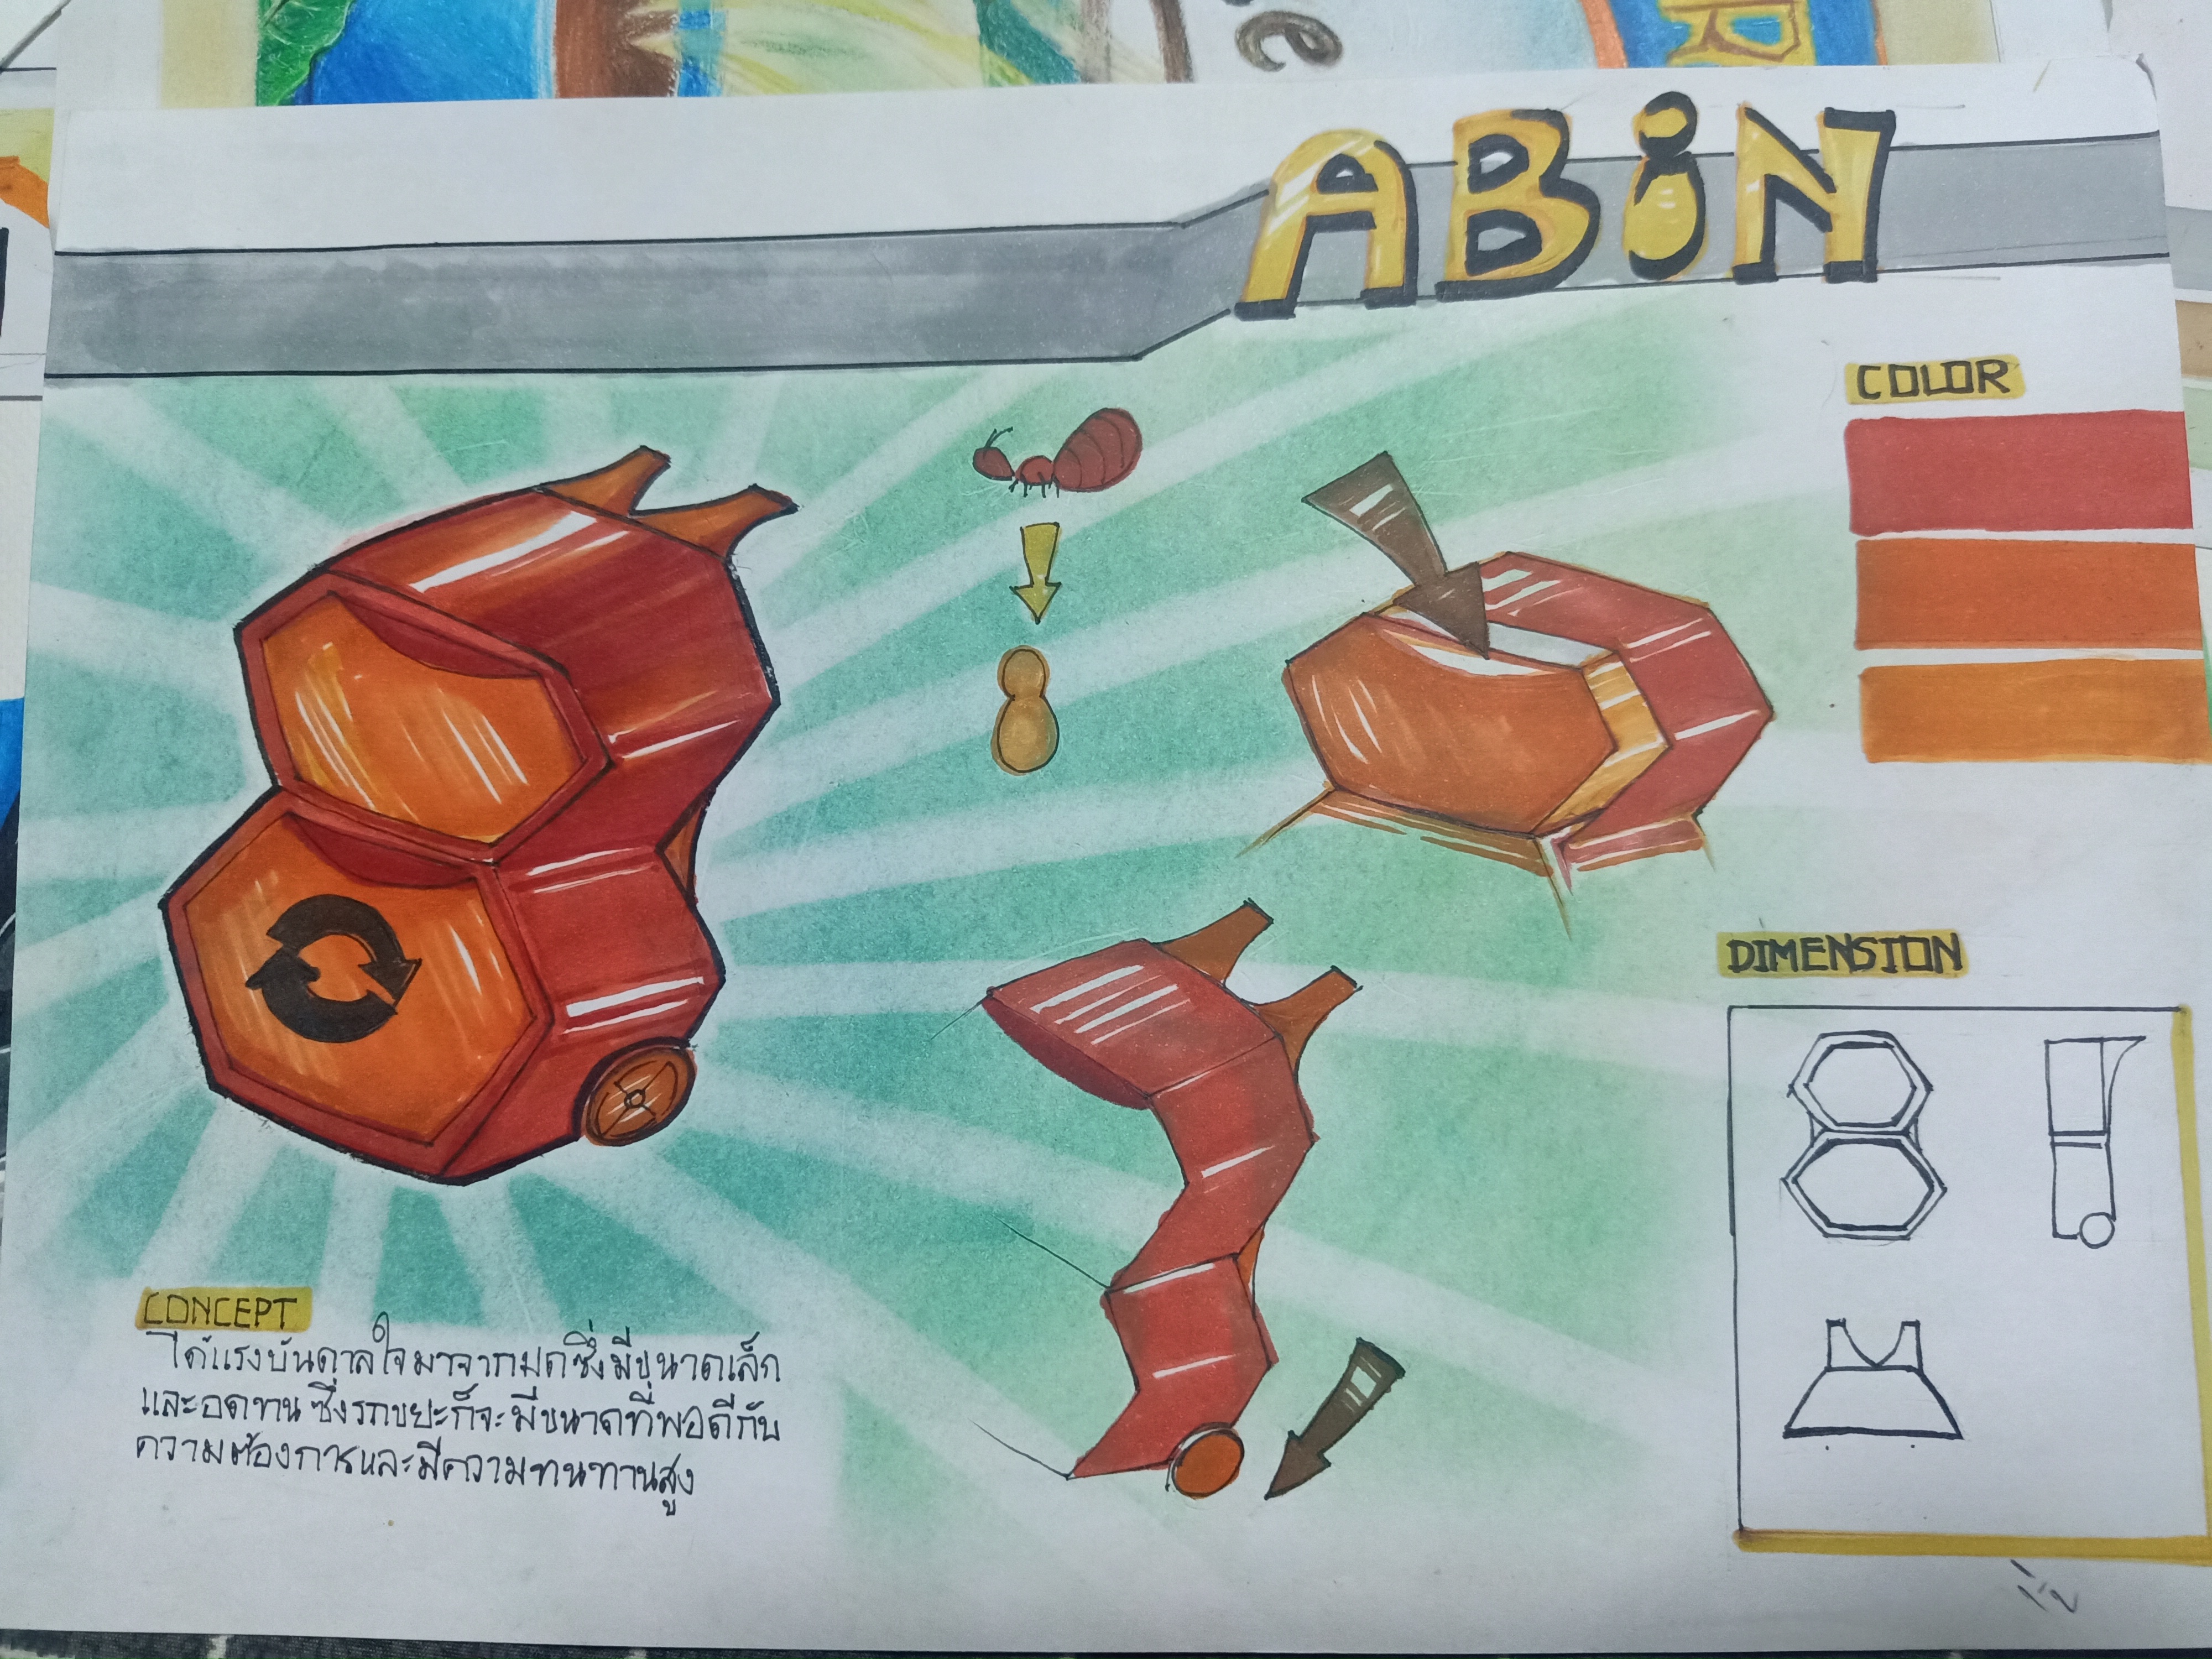 ABiN
COLOR
DIMENSION
CONCEPT
ได้แรงบันดาลใจมาจากมดซึ่งมีขนาดเล็ก
และอดทน ซึ่งรถขยะก็จะมีขนาดที่พอดีกับ
ความต้องการและมีความทนทานสูง